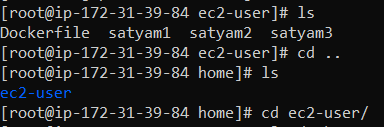 [root@ip-172-31-39-84 ec2-user]# ls
Dockerfile  satyam1  satyam2  satyam3
[root@ip-172-31-39-84 ec2-user]# cd ..
[root@ip-172-31-39-84 home]# ls
ec2-user
[root@ip-172-31-39-84 home]# cd ec2-user/